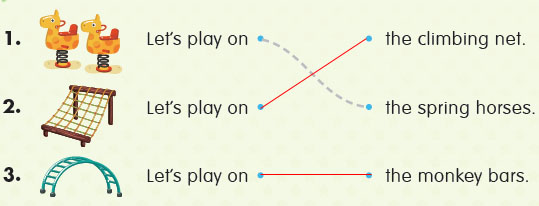 1. Let's play on the climbing net.
2. Let's play on the spring horses.
3. Let's play on the monkey bars.